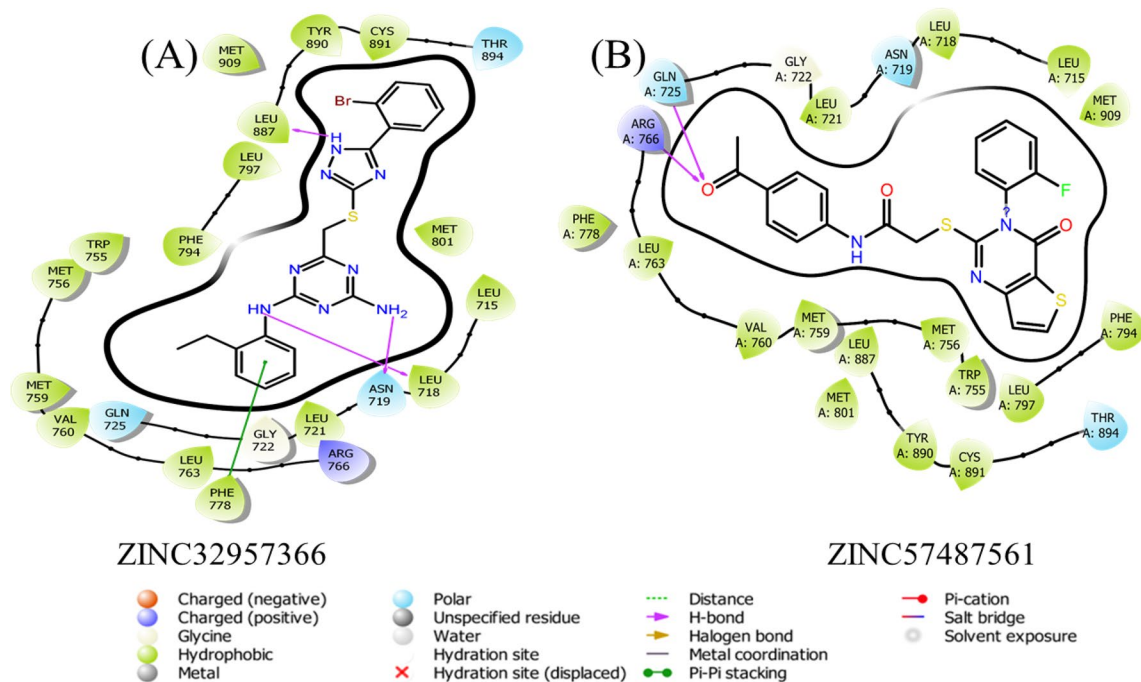 (A)
TYR
890
CYS
891
THR
894
MET
909
LEU
887
LEU
797
PHE
794
TRP
755
MET
756
MET
759
VAL
760
GLN
725
LEU
763
PHE
778
GLY
722
LEU
721
ARG
766
ASN
719
LEU
718
LEU
715
MET
801
Br
NH
N
N
S
N
N
HN
N
NH2
ZINC32957366
(B)
GLN
A: 725
GLY
A: 722
LEU
A: 721
ASN
A: 719
LEU
A: 718
LEU
A: 715
MET
A: 909
ARG
A: 766
PHE
A: 778
LEU
A: 763
VAL
A: 760
MET
A: 759
LEU
A: 887
MET
A: 801
MET
A: 756
TRP
A: 755
TYR
A: 890
CYS
A: 891
LEU
A: 797
PHE
A: 794
THR
A: 894
O
O
N
H
S
F
?
N
O
N
S
ZINC57487561
Charged (negative)
Charged (positive)
Glycine
Hydrophobic
Metal
Polar
Unspecified residue
Water
Hydration site
Hydration site (displaced)
Distance
H-bond
Halogen bond
Metal coordination
Pi-Pi stacking
Pi-cation
Salt bridge
Solvent exposure